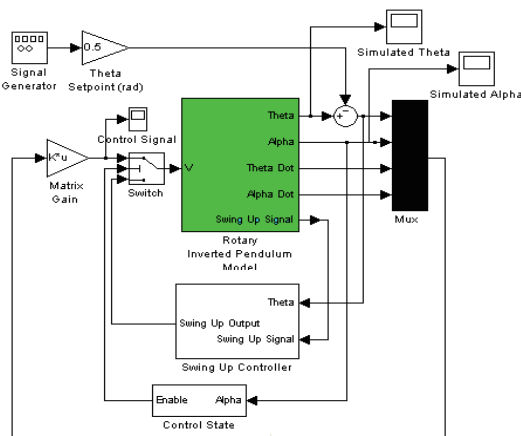 0.5
Signal
Generator
Theta
Setpoint (rad)
Simulated Theta
Simulated Alpha
Control Signal
K*u
Matrix
Gain
Switch
V
Theta
Alpha
Theta Dot
Alpha Dot
Swing Up Signal
Rotary
Inverted Pendulum
Model
Mux
Theta
Swing Up Output
Swing Up Signal
Swing Up Controller
Enable
Alpha
Control State